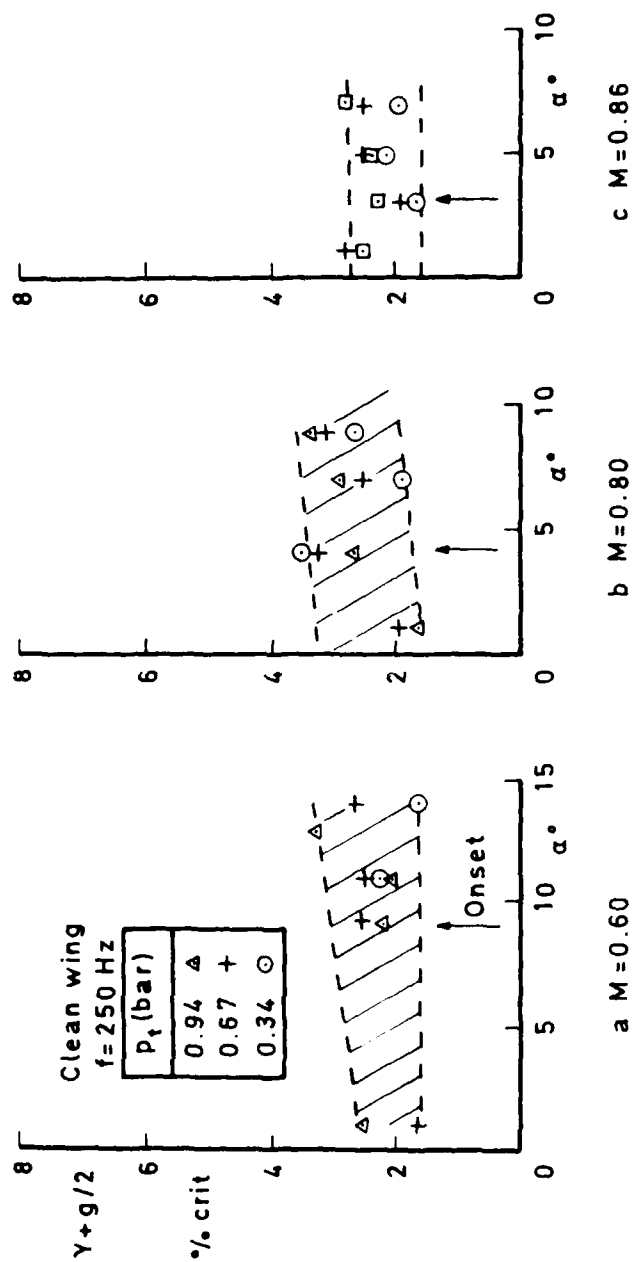 Clean wing
f=250 Hz
Pt (bar)
0.94 △
0.67 +
0.34 ⊙
γ+g/2
% crit
8
6
4
2
0
5
10
15
α°
Onset
a M=0.60
8
6
4
2
0
5
10
α°
b M=0.80
8
6
4
2
0
5
10
α°
c M=0.86